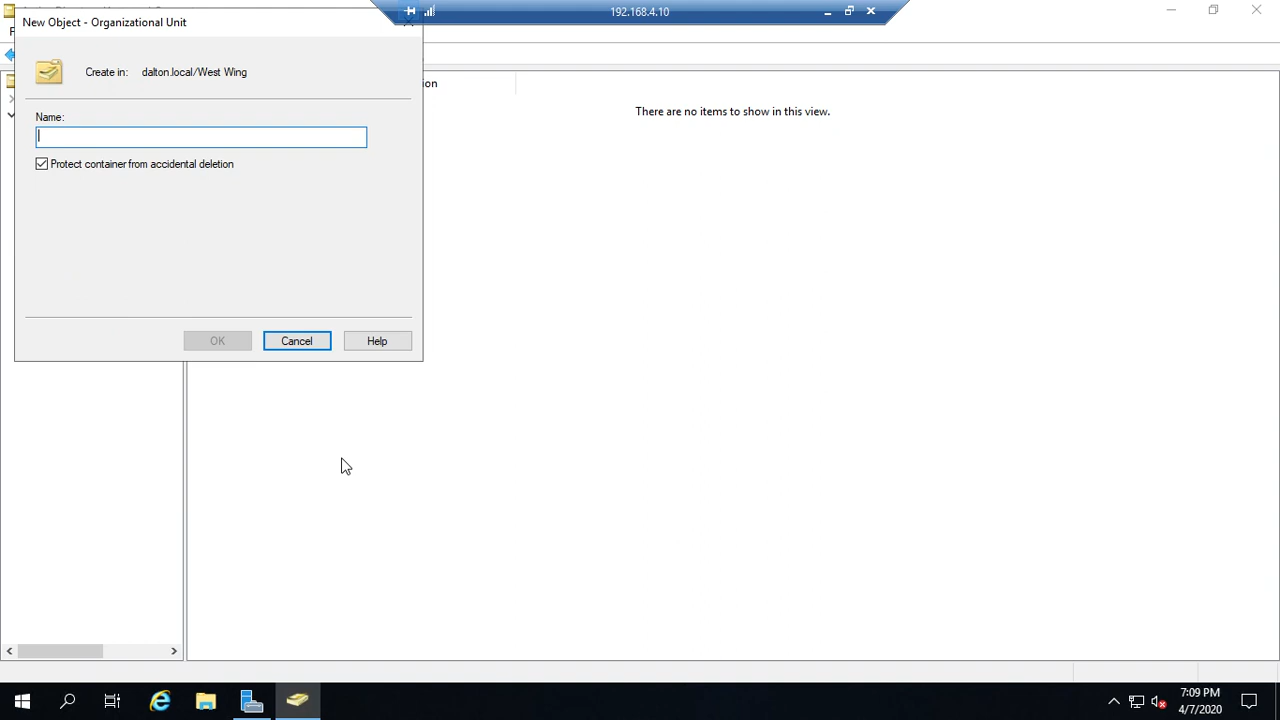 New Object - Organizational Unit
192.168.4.10
Create in: dalton.local/West Wing
ion
There are no items to show in this view.
Name:
Protect container from accidental deletion
OK
Cancel
Help
7:09 PM
4/7/2020